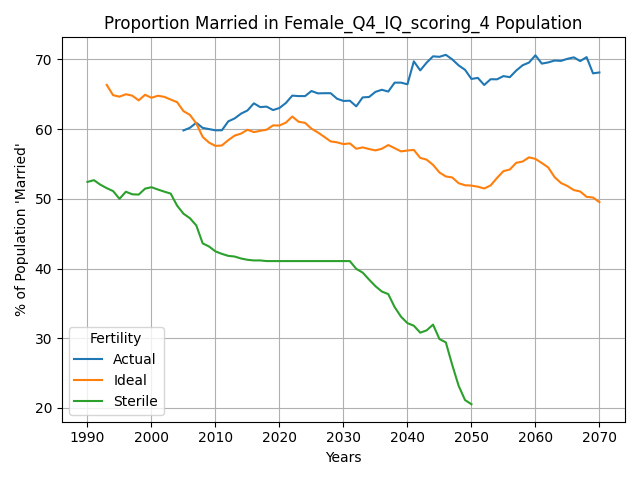 Proportion Married in Female_Q4_IQ_scoring_4 Population
% of Population 'Married'
70
60
50
40
30
20
Fertility
Actual
Ideal
Sterile
1990 2000 2010 2020 2030 2040 2050 2060 2070
Years